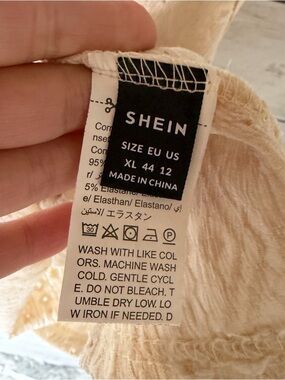 SHEIN
SIZE EU US
XL 44 12
MADE IN CHINA
95%
5% Elastane/
e/ Elasthan/ Elastano/
エラスタン
30
P
WASH WITH LIKE COL
ORS. MACHINE WASH
COLD. GENTLE CYCL
E. DO NOT BLEACH. T
UMBLE DRY LOW. LO
W IRON IF NEEDED. D